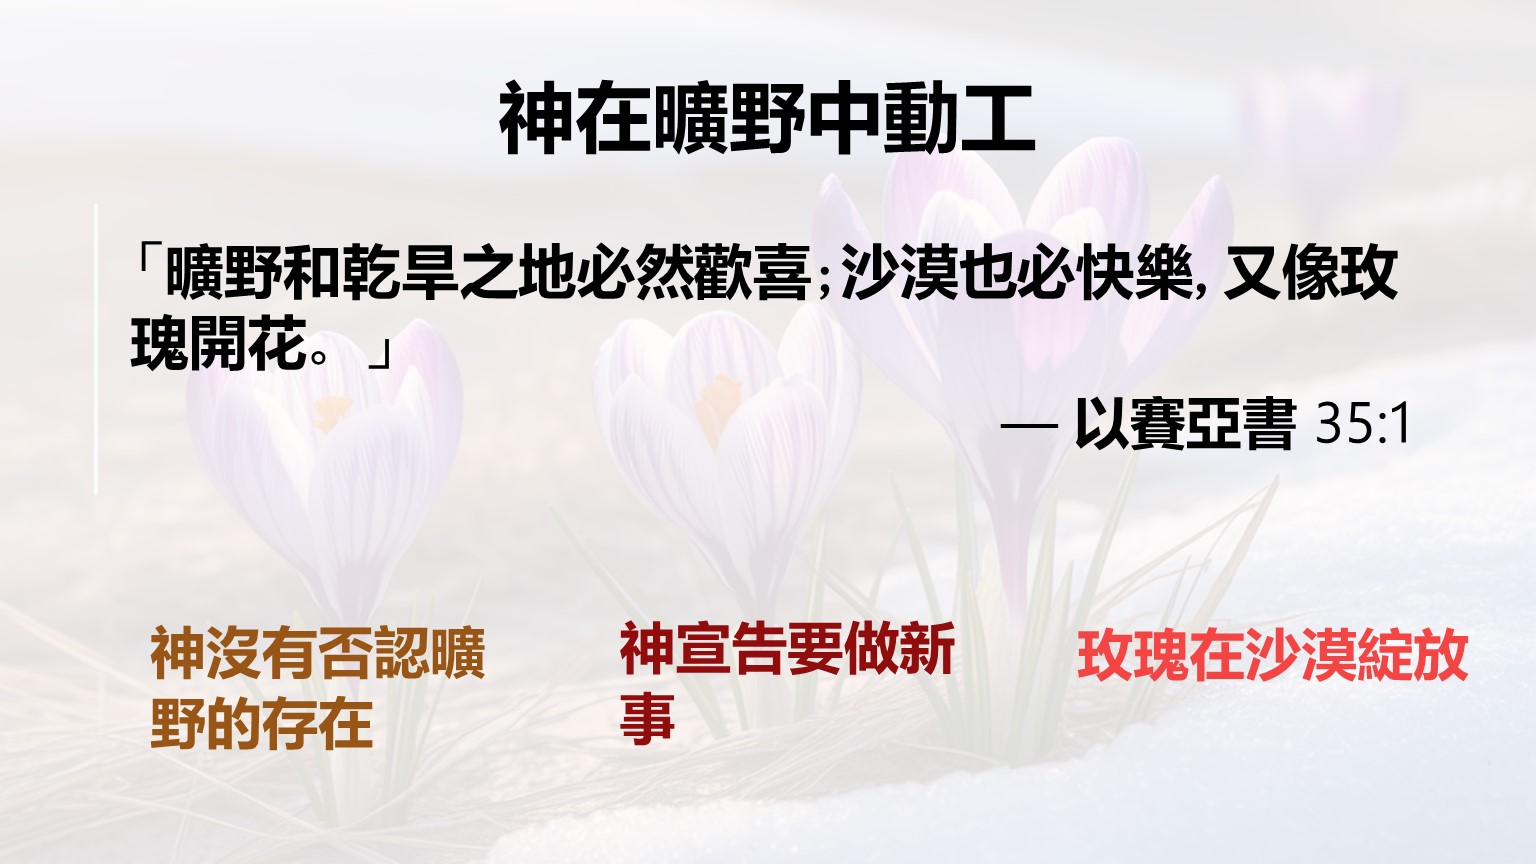 神在曠野中動工
「曠野和乾旱之地必然歡喜;沙漠也必快樂,又像玫
瑰開花。」
— 以賽亞書 35:1
神沒有否認曠
野的存在
神宣告要做新
事
玫瑰在沙漠綻放